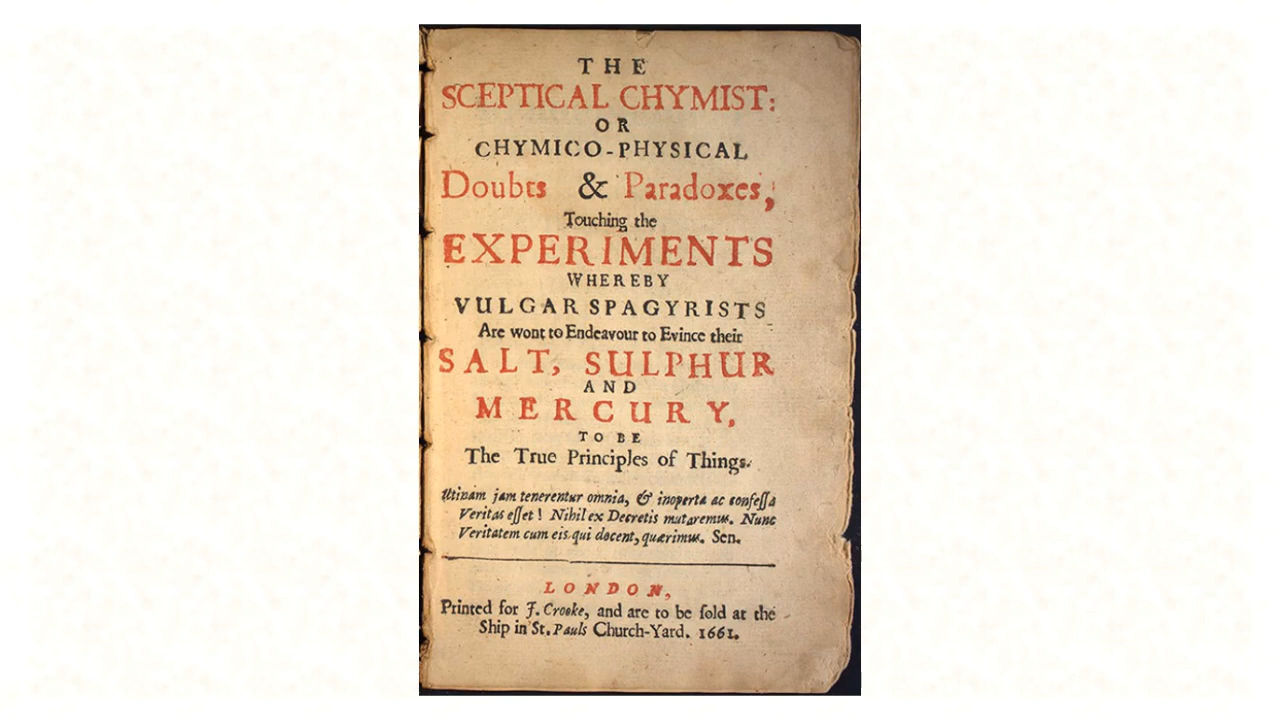 THE
SCEPTICAL CHYMIST:
OR
CHYMICO-PHYSICAL
Doubts & Paradoxes,
Touching the
EXPERIMENTS
WHEREBY
VULGAR SPAGYRISTS
Are wont to Endeavour to Evince their
SALT, SULPHUR
AND
MERCURY,
TO BE
The True Principles of Things.
Utinam jam tenerentur omnia, & inoperta ac confeſſa
Veritas eſſet! Nihil ex Decretis mutaremus. Nunc
Veritatem cum eis qui docent, quærimus. Sen.
LONDON,
Printed for J. Crooke, and are to be ſold at the
Ship in St. Pauls Church-Yard. 1661.